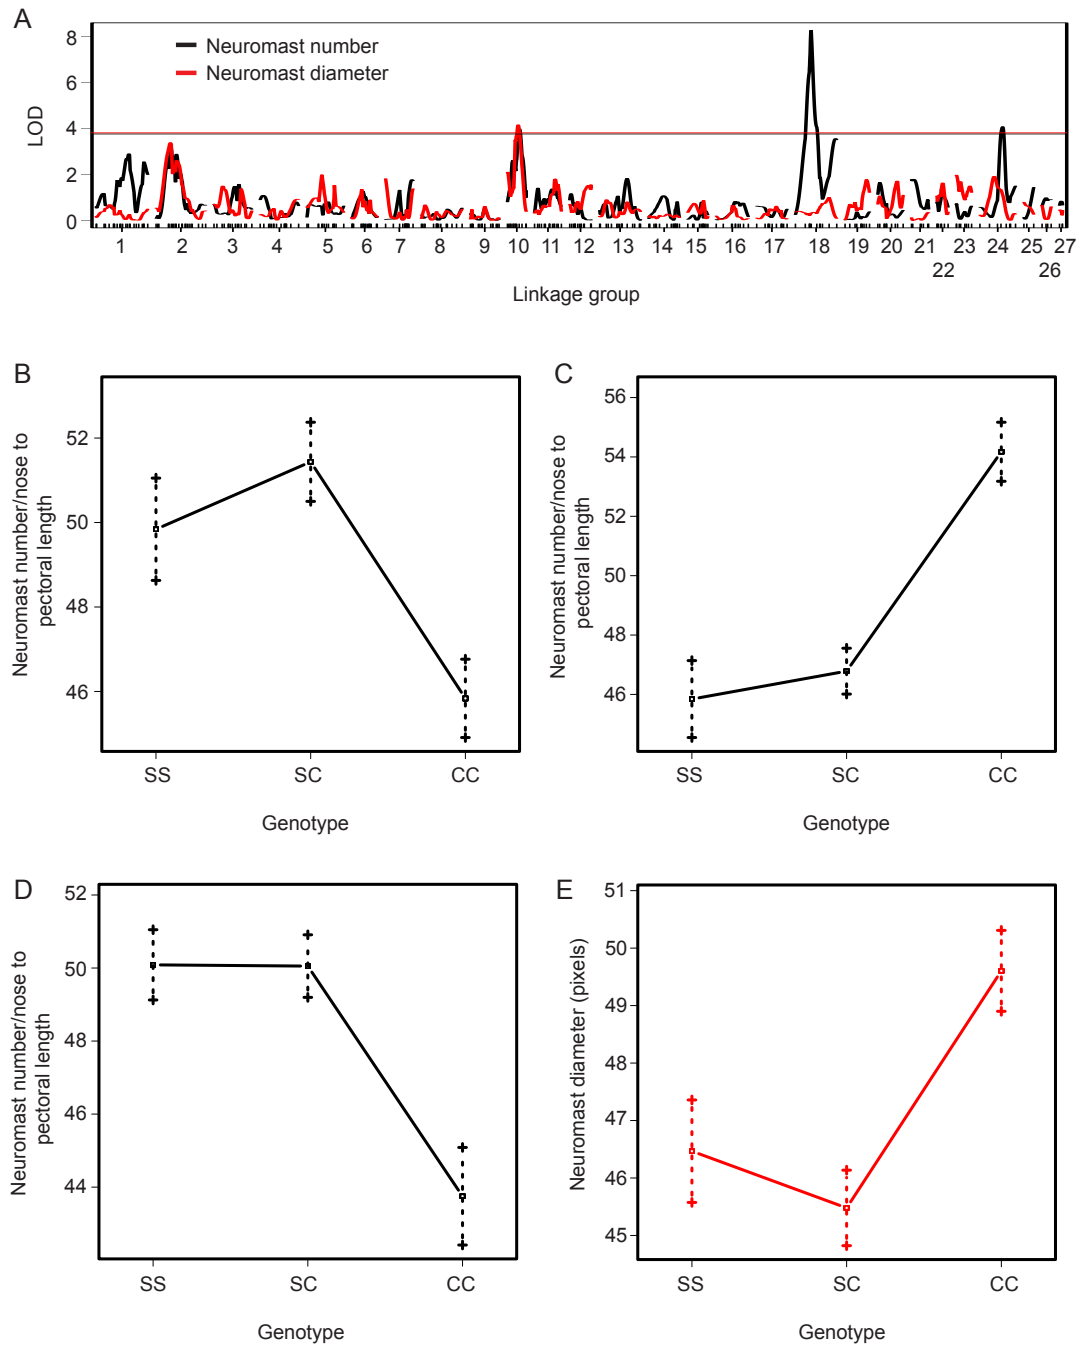 A
8
6
4
2
0
LOD
Neuromast number
Neuromast diameter
1 2 3 4 5 6 7 8 9 10 11 12 13 14 15 16 17 18 19 20 21 23 24 25 27
22 26
Linkage group
B
Neuromast number/nose to
pectoral length
52
50
48
46
SS SC CC
Genotype
C
Neuromast number/nose to
pectoral length
56
54
52
50
48
46
SS SC CC
Genotype
D
Neuromast number/nose to
pectoral length
52
50
48
46
44
SS SC CC
Genotype
E
Neuromast diameter (pixels)
51
50
49
48
47
46
45
SS SC CC
Genotype